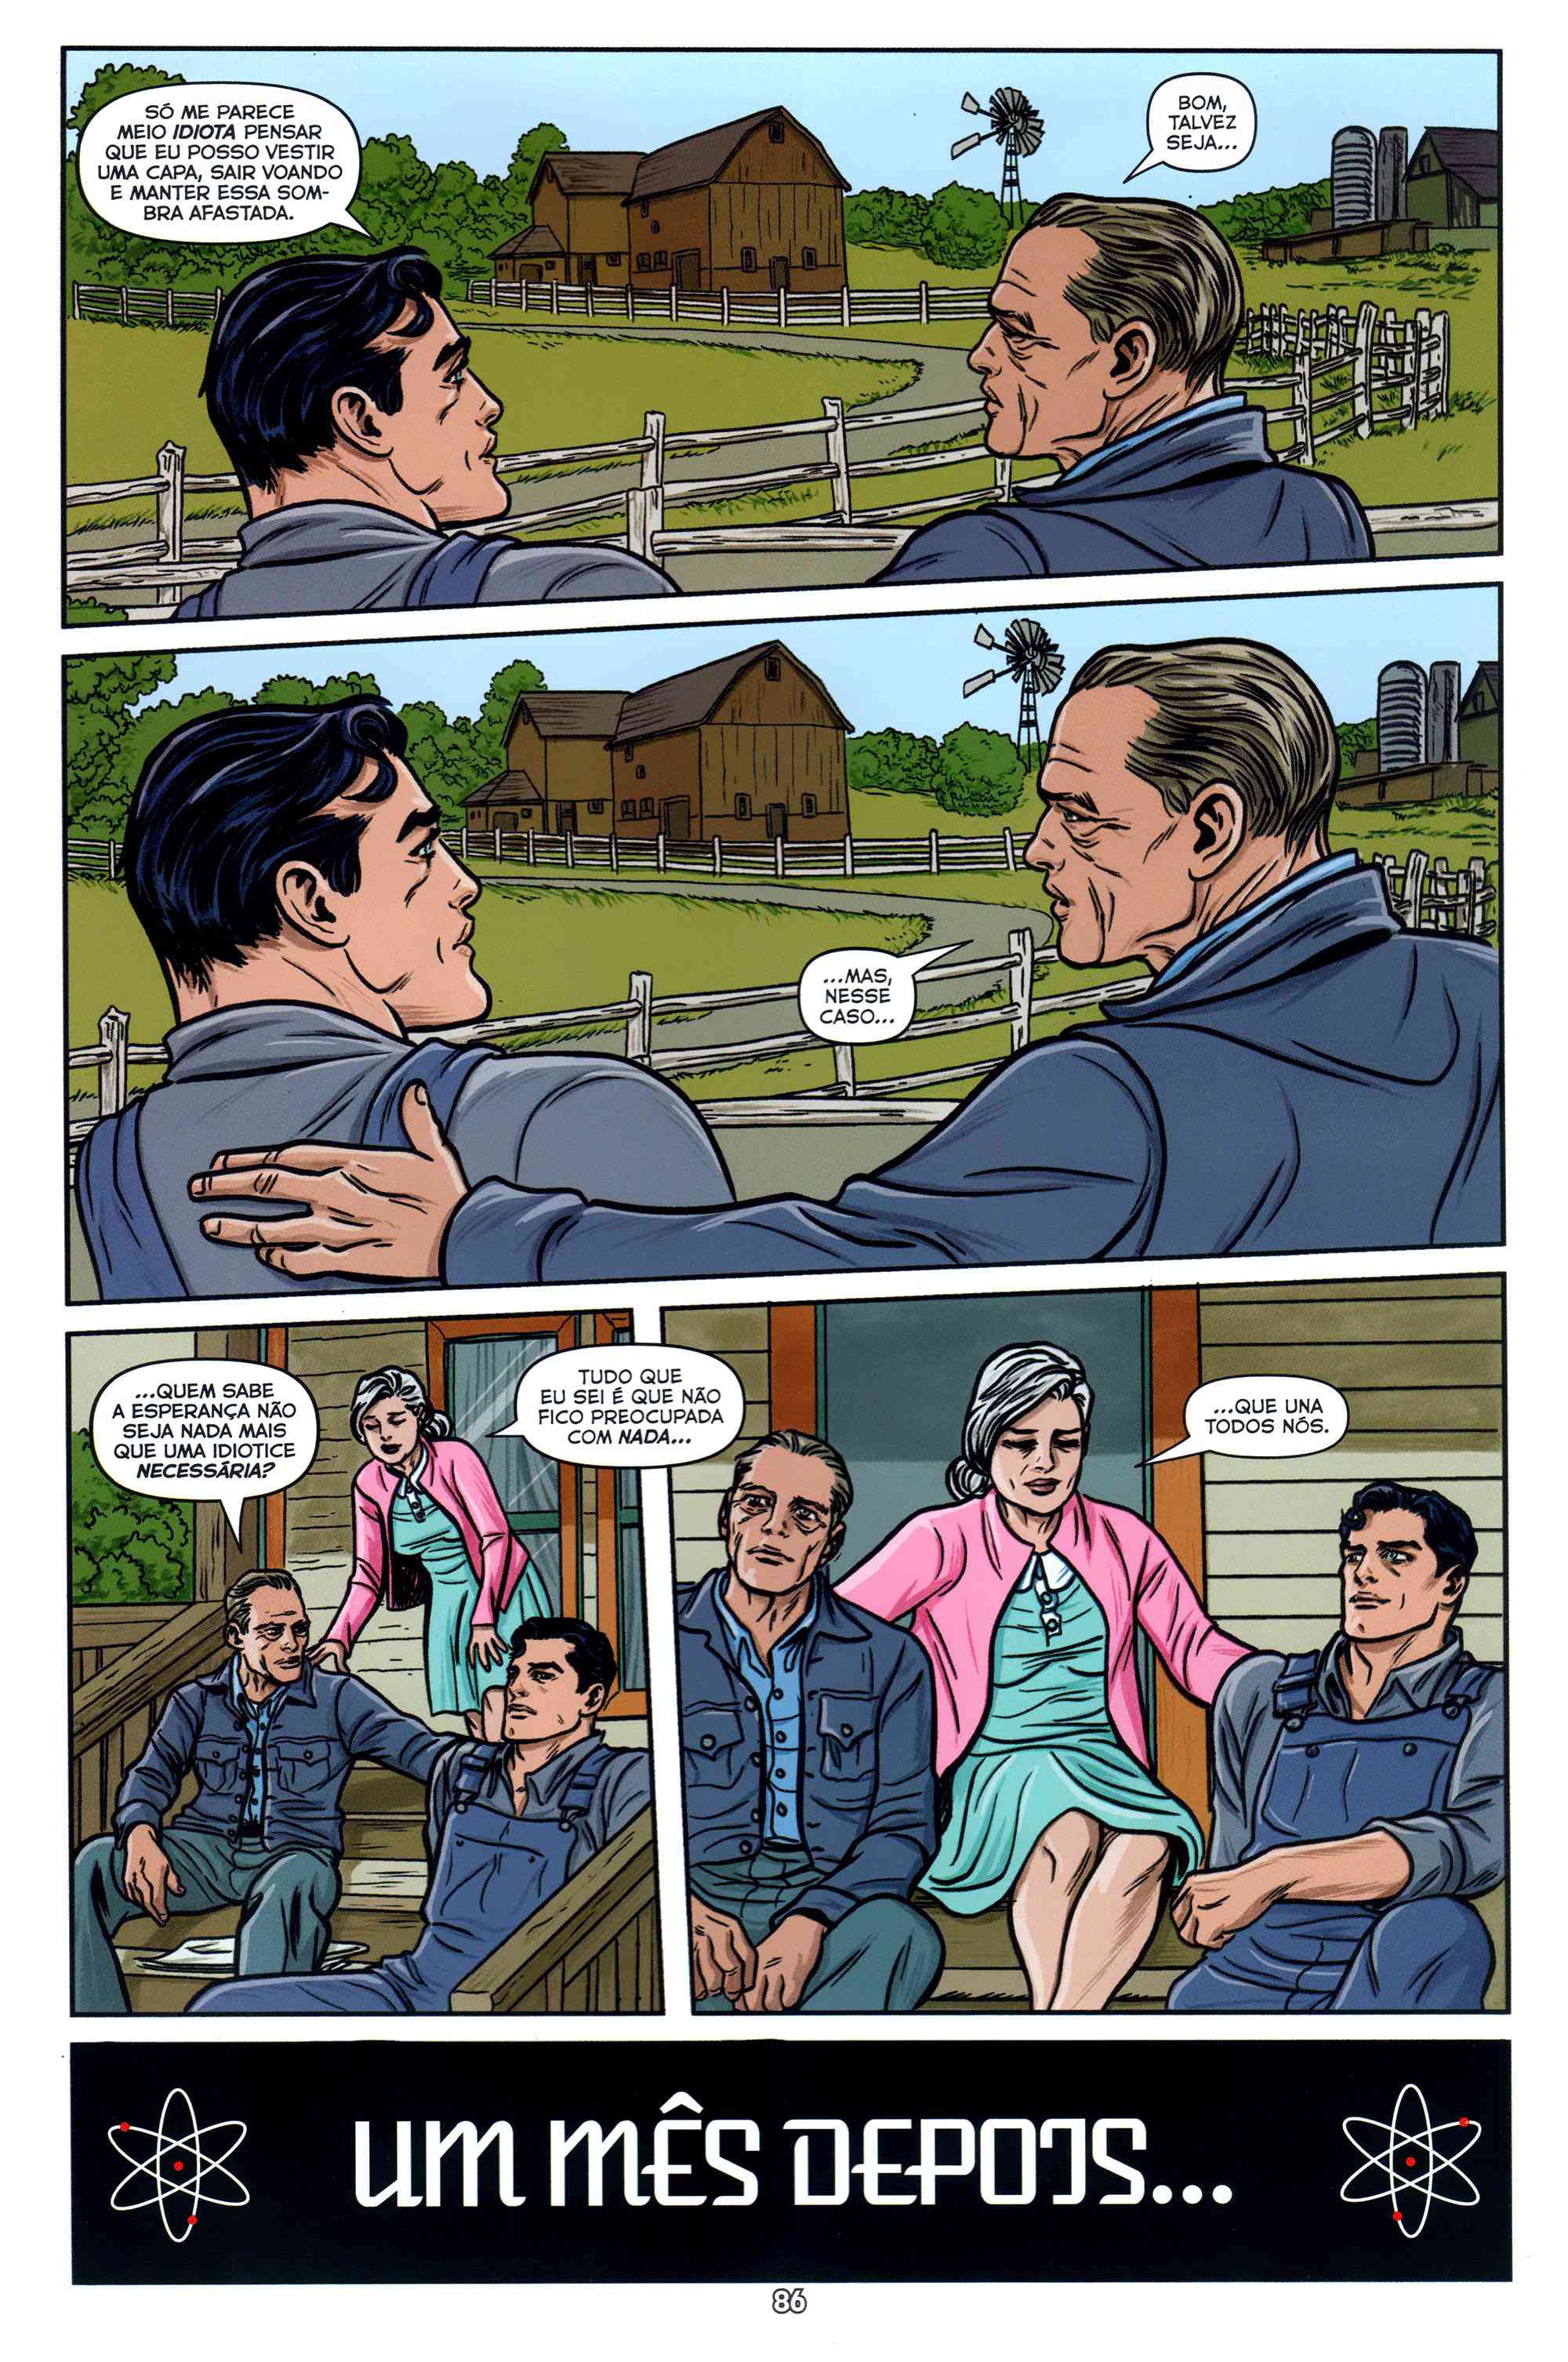 SÓ ME PARECE
MEIO IDIOTA PENSAR
QUE EU POSSO VESTIR
UMA CAPA, SAIR VOANDO
E MANTER ESSA SOM-
BRA AFASTADA.
BOM,
TALVEZ
SEJA...
...MAS,
NESSE
CASO...
...QUEM SABE
A ESPERANÇA NÃO
SEJA NADA MAIS
QUE UMA IDIOTICE
NECESSÁRIA?
TUDO QUE
EU SEI É QUE NÃO
FICO PREOCUPADA
COM NADA...
...QUE UNA
TODOS NÓS.
UM MÊS DEPOIS...
86